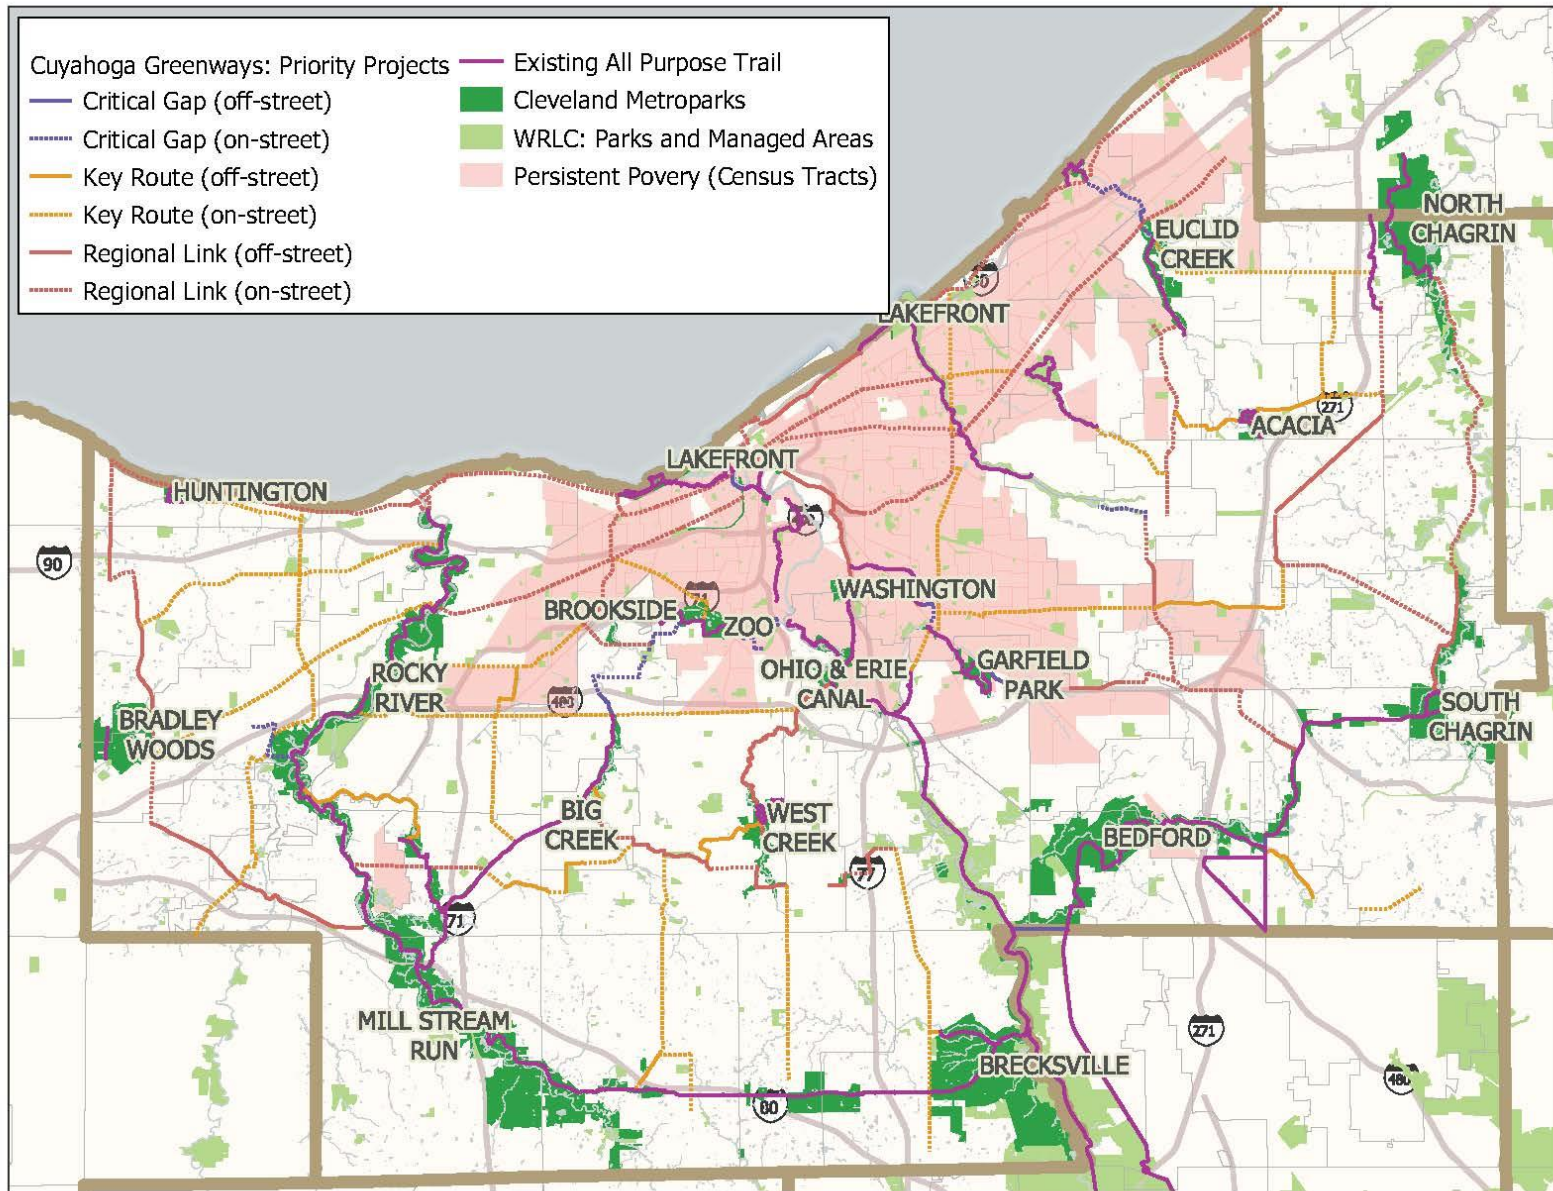 Cuyahoga Greenways: Priority Projects
Critical Gap (off-street)
Critical Gap (on-street)
Key Route (off-street)
Key Route (on-street)
Regional Link (off-street)
Regional Link (on-street)
Existing All Purpose Trail
Cleveland Metroparks
WRLC: Parks and Managed Areas
Persistent Poverty (Census Tracts)
NORTH
CHAGRIN
EUCLID
CREEK
90
LAKEFRONT
271
ACACIA
LAKEFRONT
HUNTINGTON
90
WASHINGTON
71
BROOKSIDE
ZOO
OHIO & ERIE
CANAL
GARFIELD
PARK
ROCKY
RIVER
480
BRADLEY
WOODS
SOUTH
CHAGRIN
BIG
CREEK
WEST
CREEK
BEDFORD
77
71
MILL STREAM
RUN
271
BRECKSVILLE
480
80